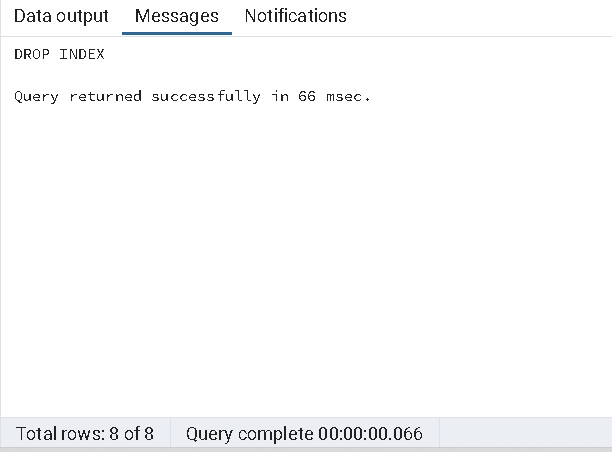 Data output Messages Notifications
DROP INDEX
Query returned successfully in 66 msec.
Total rows: 8 of 8 Query complete 00:00:00.066